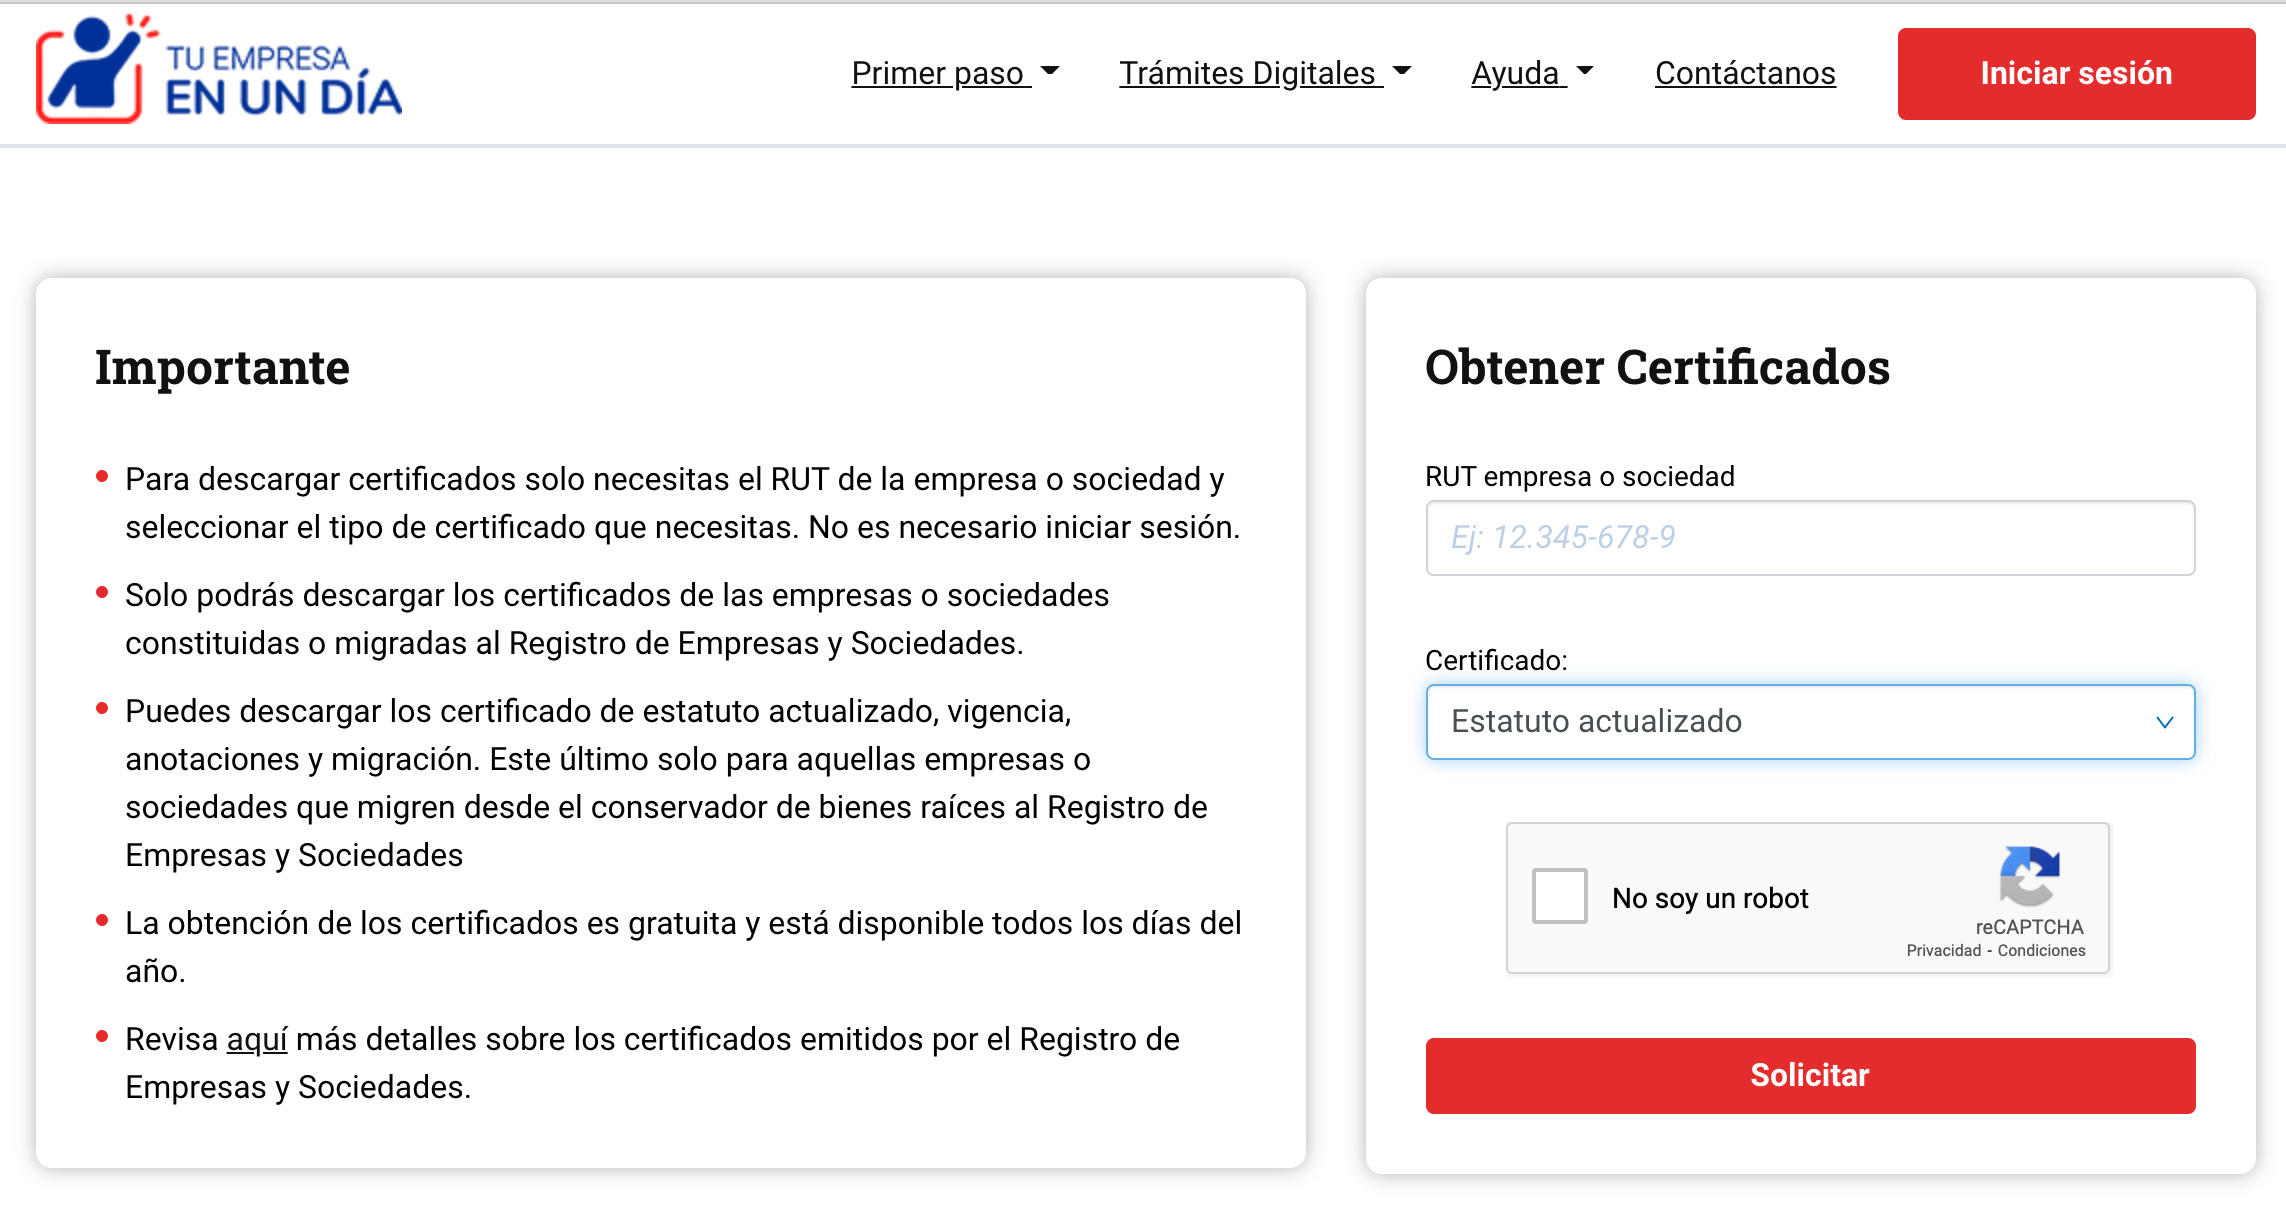 TU EMPRESA
EN UN DÍA
Primer paso
Trámites Digitales
Ayuda
Contáctanos
Iniciar sesión
Importante
Para descargar certificados solo necesitas el RUT de la empresa o sociedad y
seleccionar el tipo de certificado que necesitas. No es necesario iniciar sesión.
Solo podrás descargar los certificados de las empresas o sociedades
constituidas o migradas al Registro de Empresas y Sociedades.
Puedes descargar los certificado de estatuto actualizado, vigencia,
anotaciones y migración. Este último solo para aquellas empresas o
sociedades que migren desde el conservador de bienes raíces al Registro de
Empresas y Sociedades
La obtención de los certificados es gratuita y está disponible todos los días del
año.
Revisa aquí más detalles sobre los certificados emitidos por el Registro de
Empresas y Sociedades.
Obtener Certificados
RUT empresa o sociedad
Ej: 12.345-678-9
Certificado:
Estatuto actualizado
No soy un robot
reCAPTCHA
Privacidad - Condiciones
Solicitar